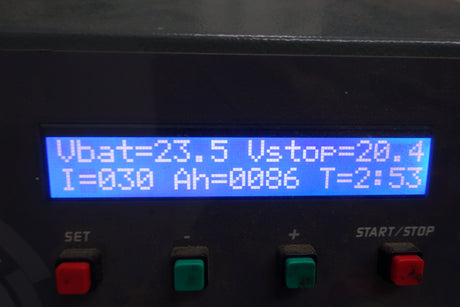 Vbat=23.5 Vstop=20.4
I=030 Ah=0086 T=2:53
SET - + START/STOP